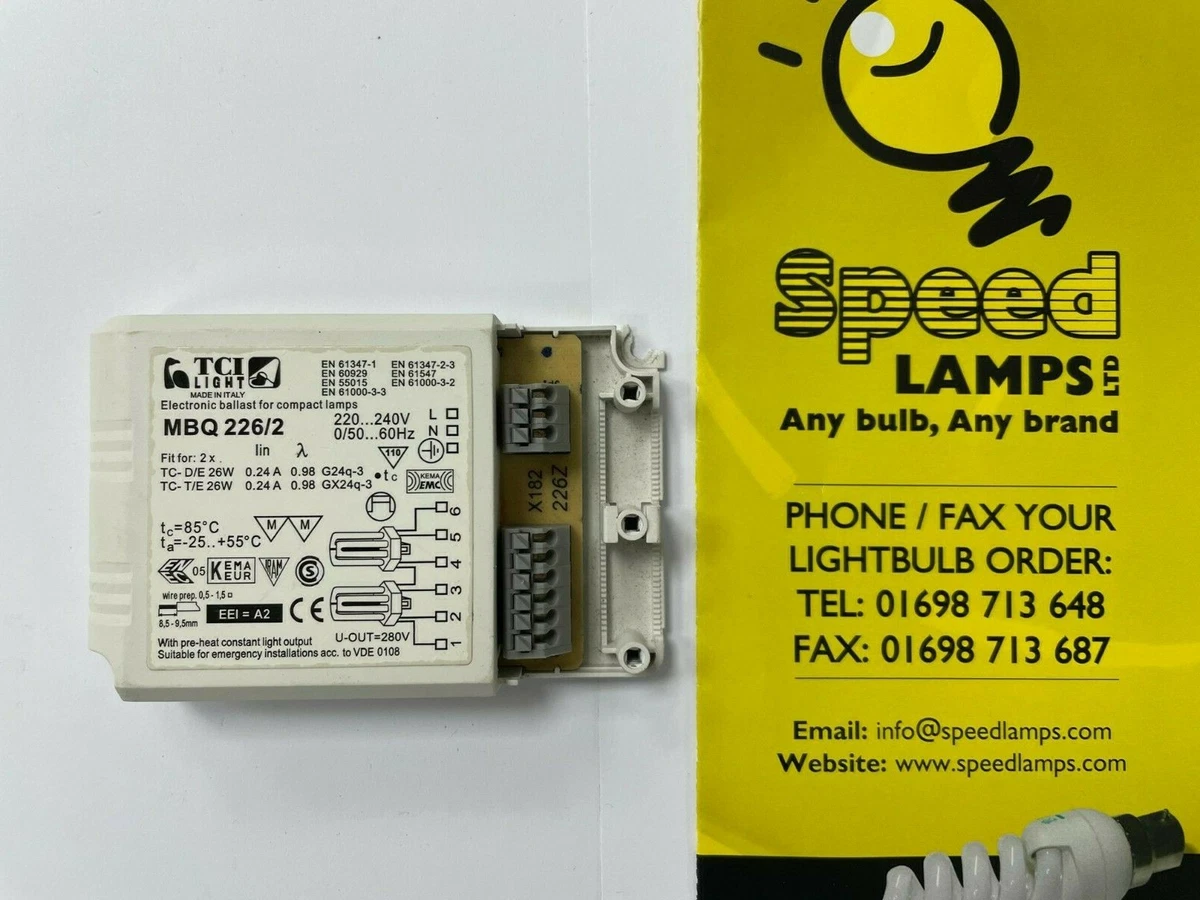 TCI
LIGHT
MADE IN ITALY
EN 61347-1 EN 61347-2-3
EN 60929 EN 61547
EN 55015 EN 61000-3-2
EN 61000-3-3
Electronic ballast for compact lamps
MBQ 226/2
220...240V
0/50...60Hz
L
N
110
Fit for: 2 x .
Iin λ
TC- D/E 26W 0.24 A 0.98 G24q-3
TC- T/E 26W 0.24 A 0.98 GX24q-3
•tc
KEMA
EMC
tc=85°C
ta=-25..+55°C
M M
05
KEMA
EUR
S
wire prep. 0,5 - 1,5
8,5 - 9,5mm
EEI = A2
CE
6
5
4
3
2
1
With pre-heat constant light output
U-OUT=280V
Suitable for emergency installations acc. to VDE 0108
X182
226Z
Speed
LAMPS LTD
Any bulb, Any brand
PHONE / FAX YOUR
LIGHTBULB ORDER:
TEL: 01698 713 648
FAX: 01698 713 687
Email: info@speedlamps.com
Website: www.speedlamps.com